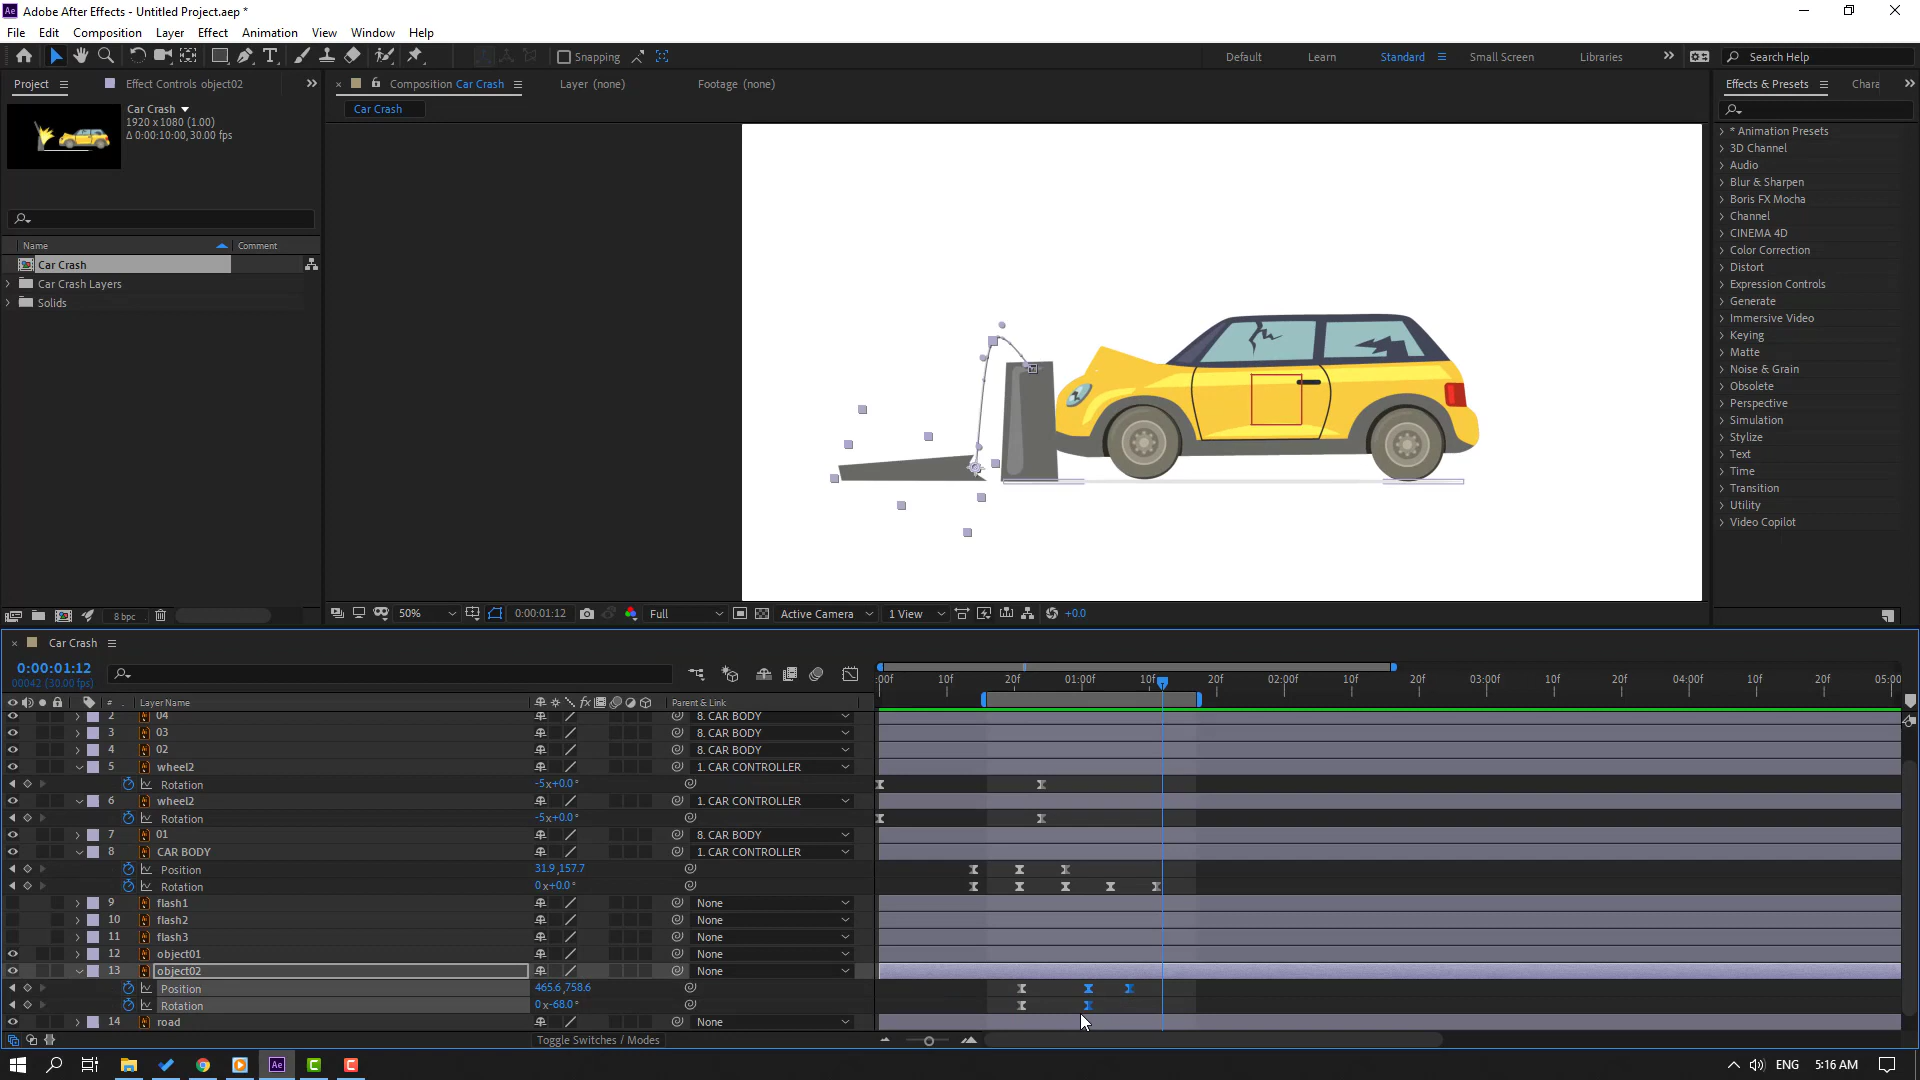 Adobe After Effects - Untitled Project.aep *
File Edit Composition Layer Effect Animation View Window Help
Snapping Default Learn Standard Small Screen Libraries Search Help
Project Effect Controls object02 Composition Car Crash Layer (none) Footage (none) Effects & Presets Chara
Car Crash
1920 x 1080 (1.00)
Δ 0:00:10:00, 30.00 fps
Car Crash
Name Comment
Car Crash
Car Crash Layers
Solids
* Animation Presets
3D Channel
Audio
Blur & Sharpen
Boris FX Mocha
Channel
CINEMA 4D
Color Correction
Distort
Expression Controls
Generate
Immersive Video
Keying
Matte
Noise & Grain
Obsolete
Perspective
Simulation
Stylize
Text
Time
Transition
Utility
Video Copilot
8 bpc 50% 0:00:01:12 Full Active Camera 1 View +0.0
Car Crash
0:00:01:12
00042 (30.00 fps)
:00f 10f 20f 01:00f 10f 20f 02:00f 10f 20f 03:00f 10f 20f 04:00f 10f 20f 05:00
# Layer Name Parent & Link
2 04 8. CAR BODY
3 03 8. CAR BODY
4 02 8. CAR BODY
5 wheel2 1. CAR CONTROLLER
Rotation -5x+0.0°
6 wheel2 1. CAR CONTROLLER
Rotation -5x+0.0°
7 01 8. CAR BODY
8 CAR BODY 1. CAR CONTROLLER
Position 31.9,157.7
Rotation 0x+0.0°
9 flash1 None
10 flash2 None
11 flash3 None
12 object01 None
13 object02 None
Position 465.6,758.6
Rotation 0x-68.0°
14 road None
Toggle Switches / Modes
ENG 5:16 AM